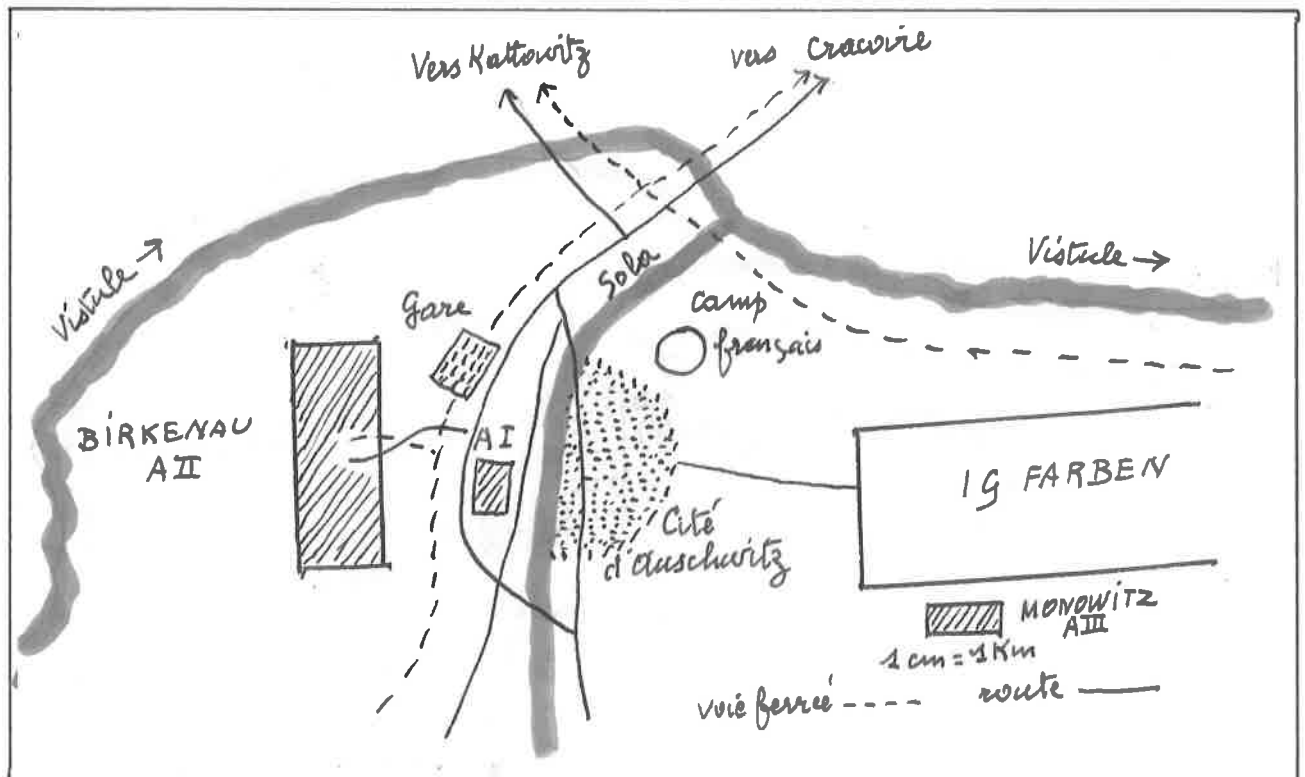 Vers Kattowitz
vers Cracovie
Vistule →
Vistule →
Sola
Gare
camp
français
BIRKENAU
A II
A I
IG FARBEN
Cité
d'Auschwitz
MONOWITZ
A III
1 cm = 1 Km
voie ferrée ---- route ——